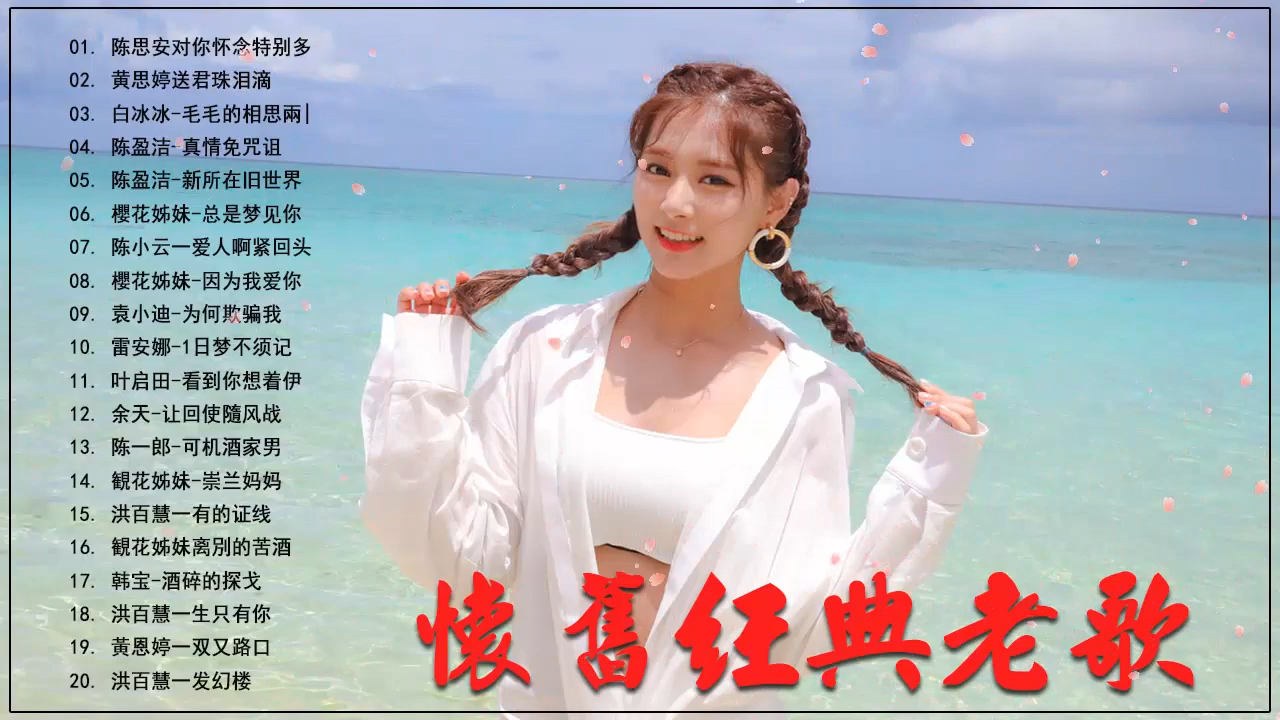 01. 陈思安对你怀念特别多
02. 黄思婷送君珠泪滴
03. 白冰冰-毛毛的相思兩|
04. 陈盈洁-真情免咒诅
05. 陈盈洁-新所在旧世界
06. 樱花姊妹-总是梦见你
07. 陈小云一爱人啊紧回头
08. 樱花姊妹-因为我爱你
09. 袁小迪-为何欺骗我
10. 雷安娜-1日梦不须记
11. 叶启田-看到你想着伊
12. 余天-让回使隨风战
13. 陈一郎-可机酒家男
14. 観花姊妹-崇兰妈妈
15. 洪百慧一有的证线
16. 観花姊妹离別的苦酒
17. 韩宝-酒碎的探戈
18. 洪百慧一生只有你
19. 黃恩婷一双又路口
20. 洪百慧一发幻楼
懷舊经典老歌